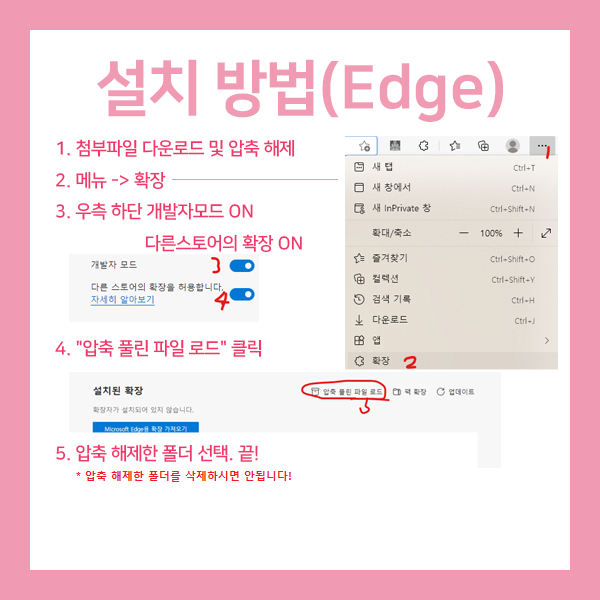 설치 방법(Edge)
1. 첨부파일 다운로드 및 압축 해제
2. 메뉴 -> 확장
3. 우측 하단 개발자모드 ON
다른스토어의 확장 ON
개발자 모드 3
다른 스토어의 확장을 허용합니다.
자세히 알아보기 4
1
새 탭 Ctrl+T
새 창에서 Ctrl+N
새 InPrivate 창 Ctrl+Shift+N
확대/축소 — 100% +
즐겨찾기 Ctrl+Shift+O
컬렉션 Ctrl+Shift+Y
검색 기록 Ctrl+H
다운로드 Ctrl+J
앱
확장 2
4. "압축 풀린 파일 로드" 클릭
설치된 확장 압축 풀린 파일 로드 팩 확장 업데이트
5
확장자가 설치되어 있지 않습니다.
Microsoft Edge용 확장 가져오기
5. 압축 해제한 폴더 선택. 끝!
* 압축 해제한 폴더를 삭제하시면 안됩니다!